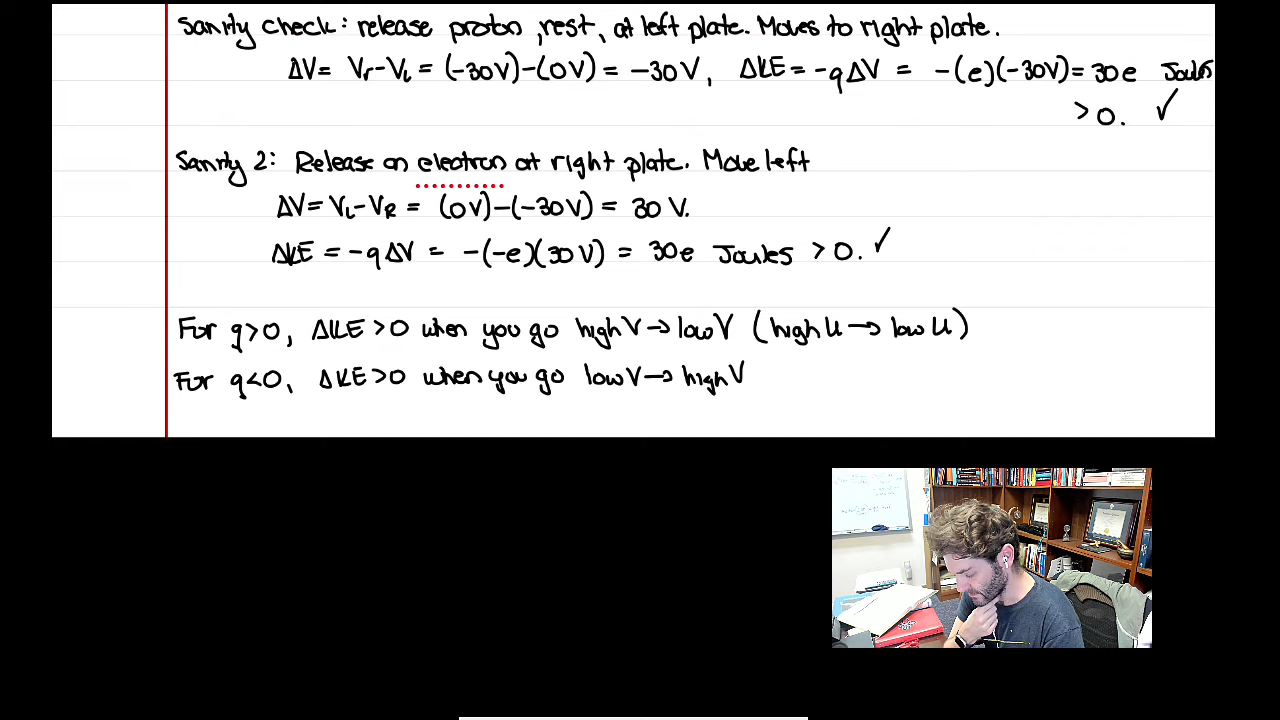 Sanity check: release proton, rest, at left plate. Moves to right plate.
ΔV = Vr - VL = (-30V) - (0V) = -30V, ΔKE = -qΔV = -(e)(-30V) = 30e Joules
> 0. ✓
Sanity 2: Release an electron at right plate. Move left
ΔV = VL - VR = (0V) - (-30V) = 30 V.
ΔKE = -qΔV = -(-e)(30V) = 30e Joules > 0. ✓
For q>0, ΔKE>0 when you go high V → low V (high U → low U)
For q<0, ΔKE>0 when you go low V → high V